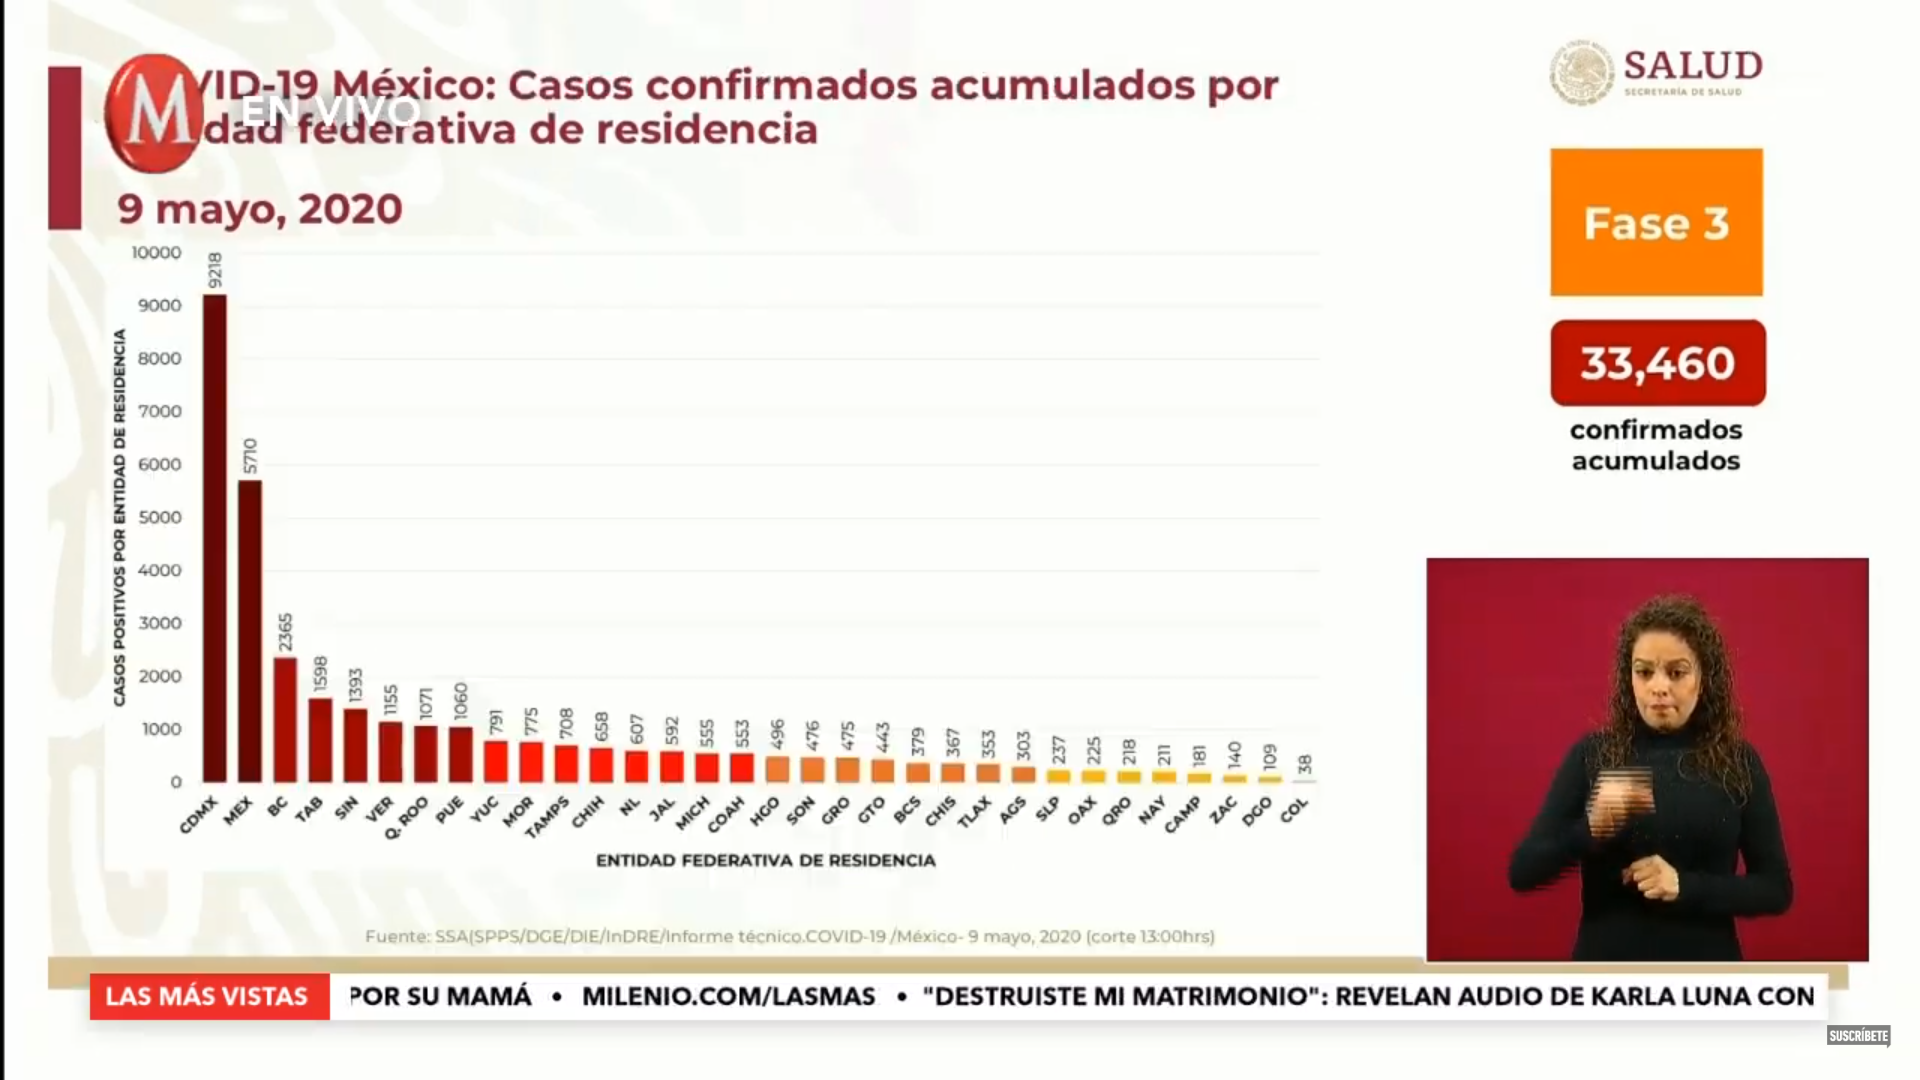 M
EN VIVO
VID-19 México: Casos confirmados acumulados por
dad federativa de residencia
9 mayo, 2020
SALUD
SECRETARÍA DE SALUD
Fase 3
33,460
confirmados
acumulados
CASOS POSITIVOS POR ENTIDAD DE RESIDENCIA
10000
9000
8000
7000
6000
5000
4000
3000
2000
1000
0
9218
5710
2365
1598
1393
1155
1071
1060
791
775
708
658
607
592
555
553
496
476
475
443
379
367
353
303
237
225
218
211
181
140
109
38
CDMX
MEX
BC
TAB
SIN
VER
Q. ROO
PUE
YUC
MOR
TAMPS
CHIH
NL
JAL
MICH
COAH
HGO
SON
GRO
GTO
BCS
CHIS
TLAX
AGS
SLP
OAX
QRO
NAY
CAMP
ZAC
DGO
COL
ENTIDAD FEDERATIVA DE RESIDENCIA
Fuente: SSA(SPPS/DGE/DIE/InDRE/Informe técnico.COVID-19 /México- 9 mayo, 2020 (corte 13:00hrs)
LAS MÁS VISTAS
POR SU MAMÁ • MILENIO.COM/LASMAS • "DESTRUISTE MI MATRIMONIO": REVELAN AUDIO DE KARLA LUNA CON
SUSCRÍBETE